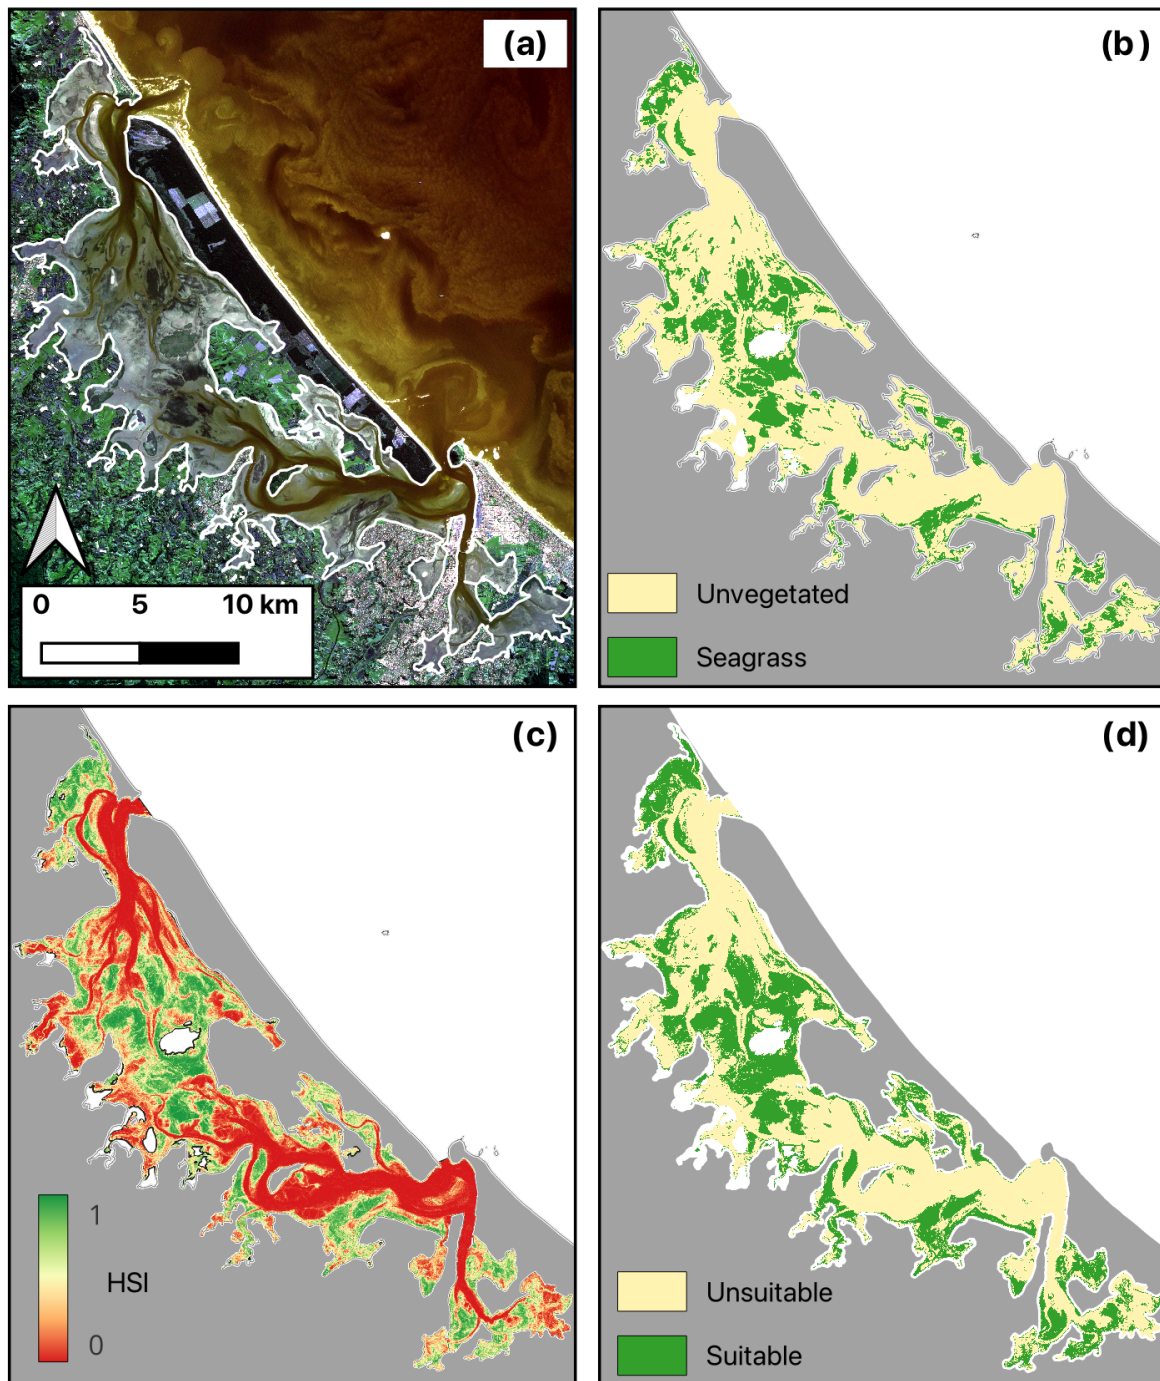 (a)
(b)
0 5 10 km
Unvegetated
Seagrass
(c)
(d)
1
HSI
0
Unsuitable
Suitable